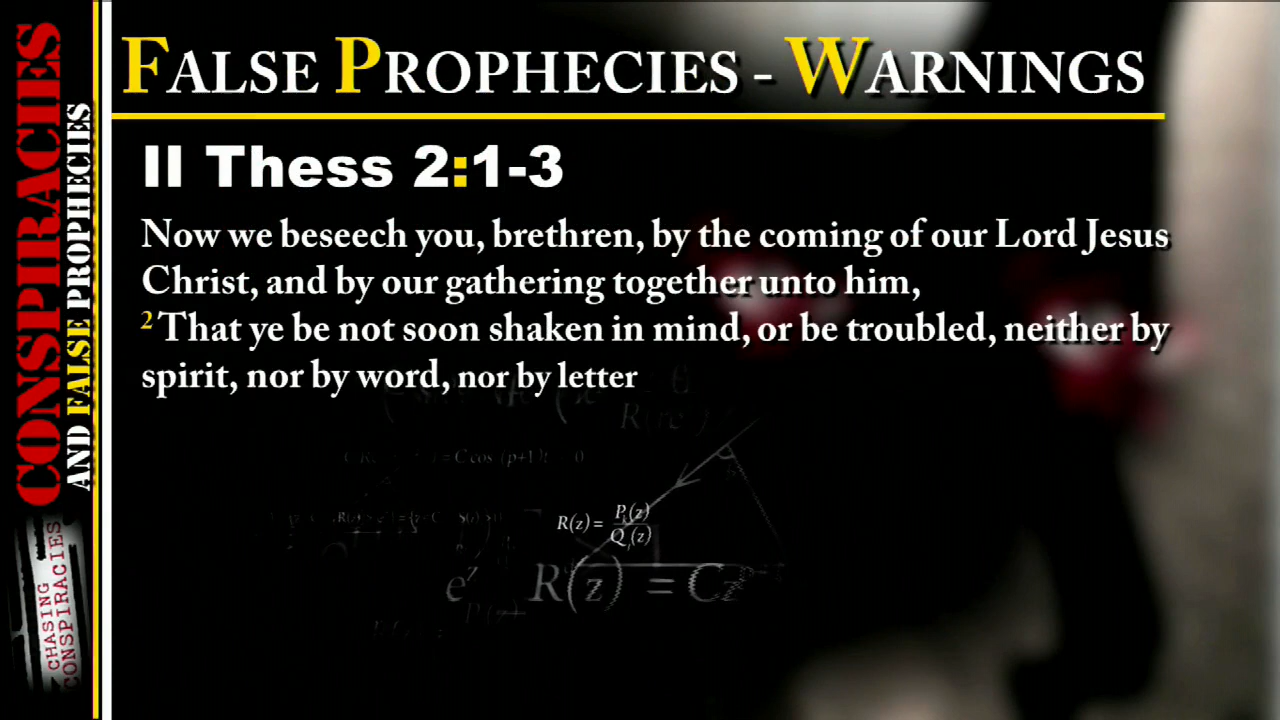 FALSE PROPHECIES - WARNINGS
II Thess 2:1-3
Now we beseech you, brethren, by the coming of our Lord Jesus
Christ, and by our gathering together unto him,
2 That ye be not soon shaken in mind, or be troubled, neither by
spirit, nor by word, nor by letter
CONSPIRACIES
AND FALSE PROPHECIES
CHASING
CONSPIRACIES
R(z) =